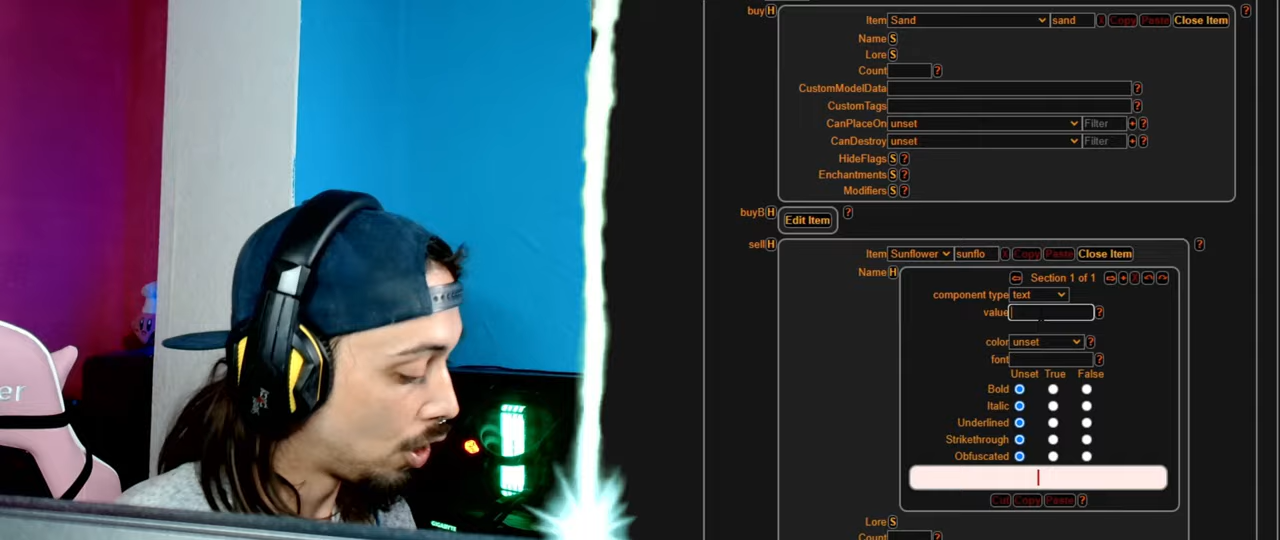 buy H ?
Item Sand sand X Copy Paste Close Item
Name S
Lore S
Count ?
CustomModelData ?
CustomTags ?
CanPlaceOn unset Filter + ?
CanDestroy unset Filter + ?
HideFlags S ?
Enchantments S ?
Modifiers S ?
buyB H Edit Item ?
sell H ?
Item Sunflower sunflo X Copy Paste Close Item
Name H Section 1 of 1
component type text
value ?
color unset ?
font ?
Unset True False
Bold
Italic
Underlined
Strikethrough
Obfuscated
Cut Copy Paste ?
Lore S
Count
er
GIGABYTE